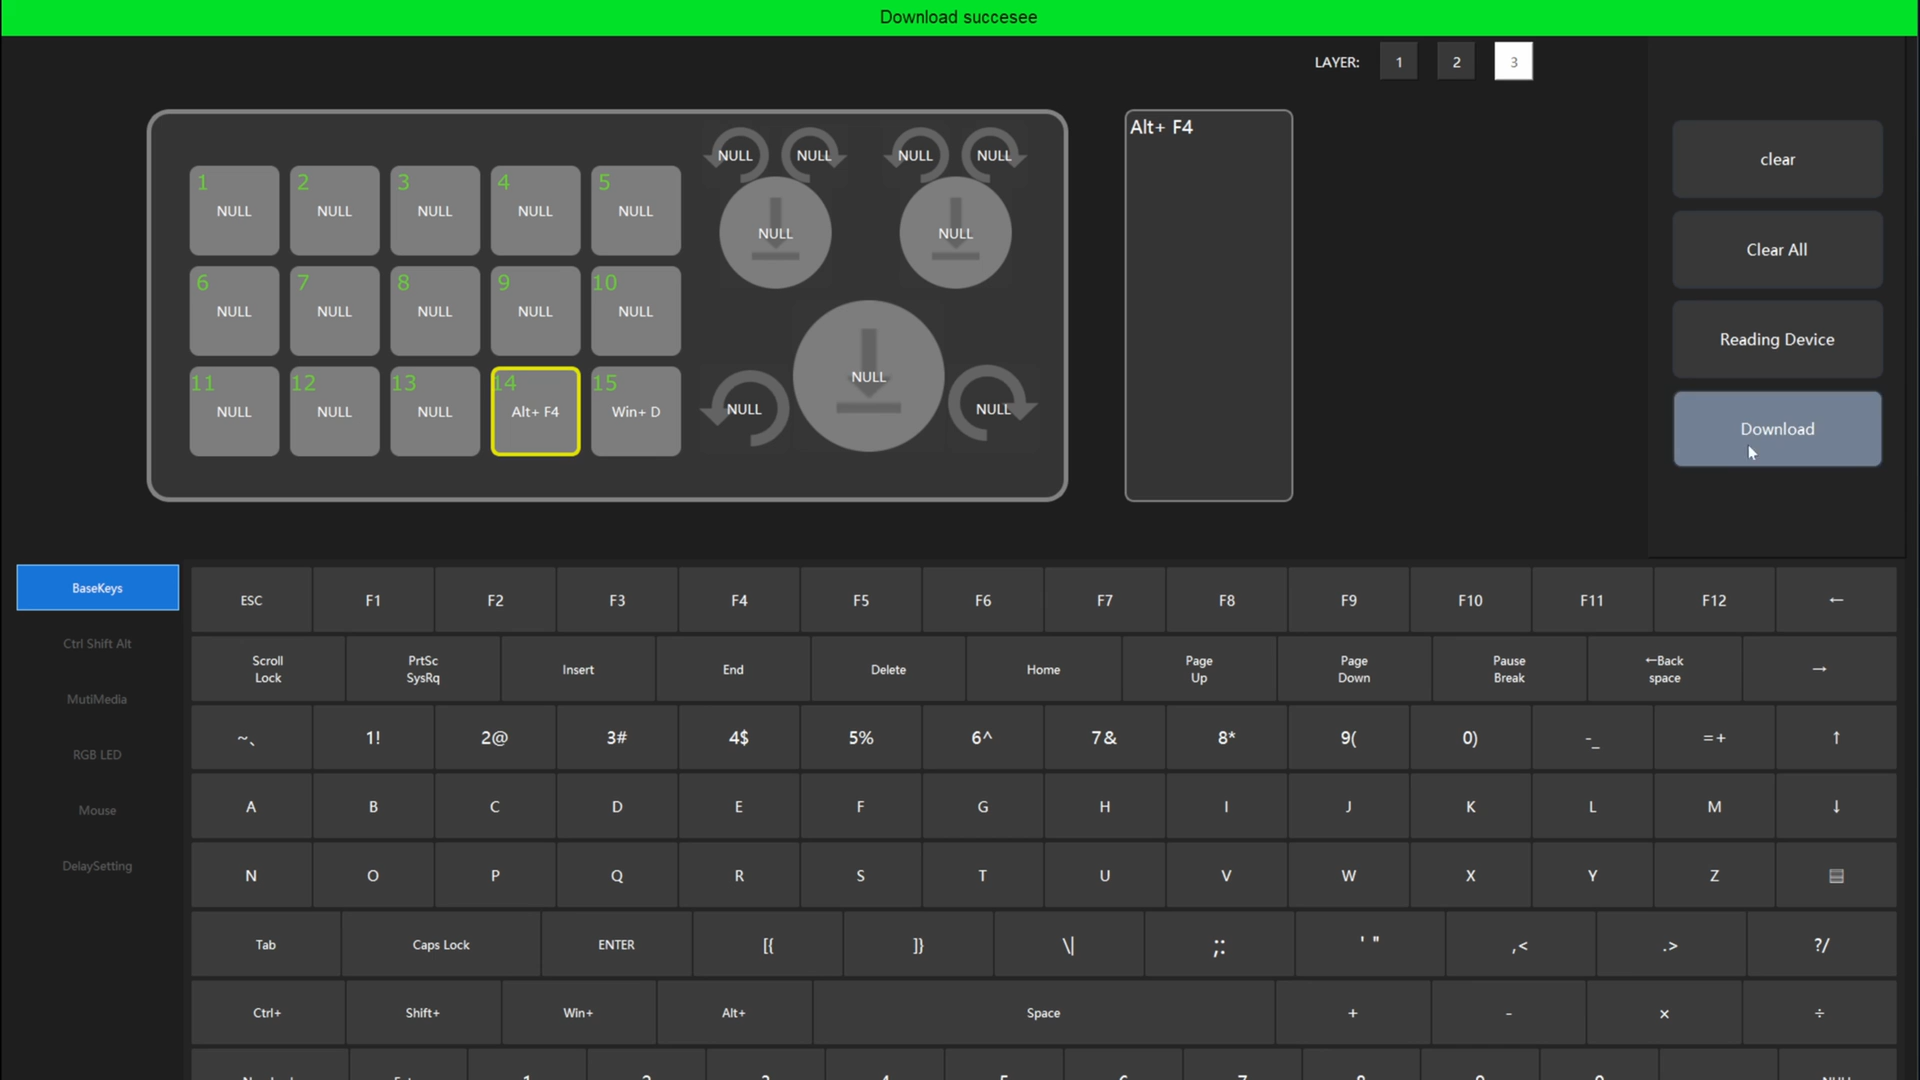 Download succesee
LAYER: 1 2 3
Alt+ F4
NULL NULL NULL NULL
NULL NULL
1 2 3 4 5
NULL NULL NULL NULL NULL
6 7 8 9 10
NULL NULL NULL NULL NULL
11 12 13 14 15
NULL NULL NULL Alt+ F4 Win+ D
NULL NULL NULL
clear
Clear All
Reading Device
Download
BaseKeys
Ctrl Shift Alt
MutiMedia
RGB LED
Mouse
DelaySetting
ESC F1 F2 F3 F4 F5 F6 F7 F8 F9 F10 F11 F12 ←
Scroll Lock PrtSc SysRq Insert End Delete Home Page Up Page Down Pause Break ←Back space →
~、 1! 2@ 3# 4$ 5% 6^ 7& 8* 9( 0) -_ =+ ↑
A B C D E F G H I J K L M ↓
N O P Q R S T U V W X Y Z ▤
Tab Caps Lock ENTER [{ ]} \| ;: ' " ,< .> ?/
Ctrl+ Shift+ Win+ Alt+ Space + - × ÷